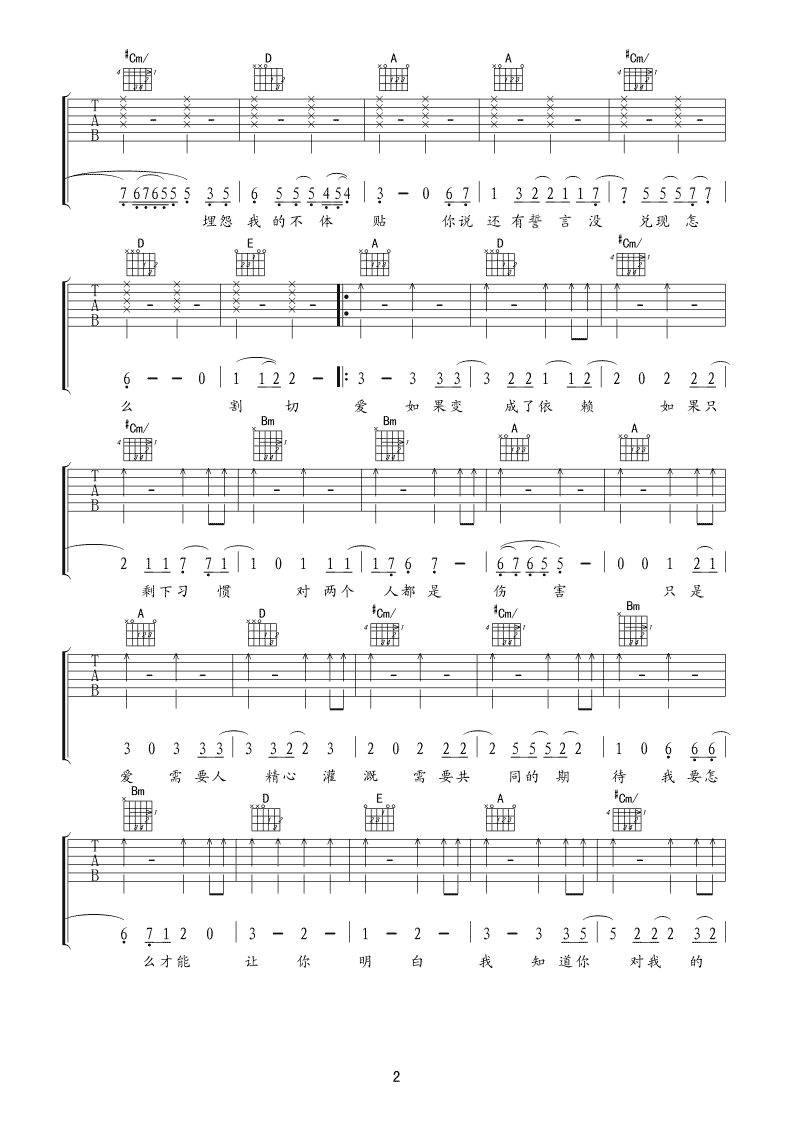 #Cm/ D A A #Cm/
T
A
B
7 6 7 6 5 5 5 3 5 | 6 5 5 5 4 5 4 | 3 – 0 6 7 | 1 3 2 2 1 1 7 | 7 5 5 5 7 7
埋怨我的不体贴 你说还有誓言没兑现怎
D E A D #Cm/
T
A
B
6 – – 0 | 1 1 2 2 – |: 3 – 3 3 3 | 3 2 2 1 1 2 | 2 0 2 2 2
么 割切 爱如果变成了依赖 如果只
#Cm/ Bm Bm A A
T
A
B
2 1 1 7 7 1 | 1 0 1 1 1 | 1 7 6 7 – | 6 7 6 5 5 – | 0 0 1 2 1
剩下习惯 对两个人都是伤害 只是
A D #Cm/ #Cm/ Bm
T
A
B
3 0 3 3 3 | 3 3 2 2 3 | 2 0 2 2 2 | 2 5 5 5 2 2 | 1 0 6 6 6
爱需要人精心灌溉需要共同的期待我要怎
Bm D E A #Cm/
T
A
B
6 7 1 2 0 | 3 – 2 – | 1 – 2 – | 3 – 3 3 5 | 5 2 2 2 3 2
么才能 让你明白我知道你对我的
2